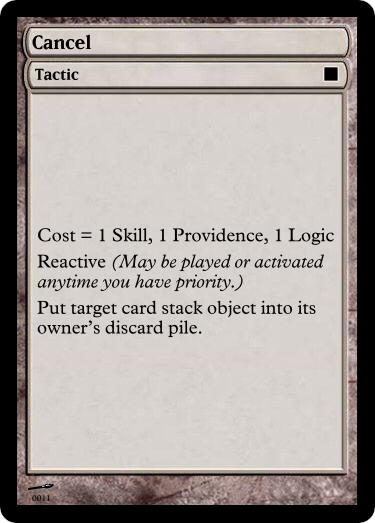 Cancel
Tactic
Cost = 1 Skill, 1 Providence, 1 Logic
Reactive (May be played or activated
anytime you have priority.)
Put target card stack object into its
owner's discard pile.
0011